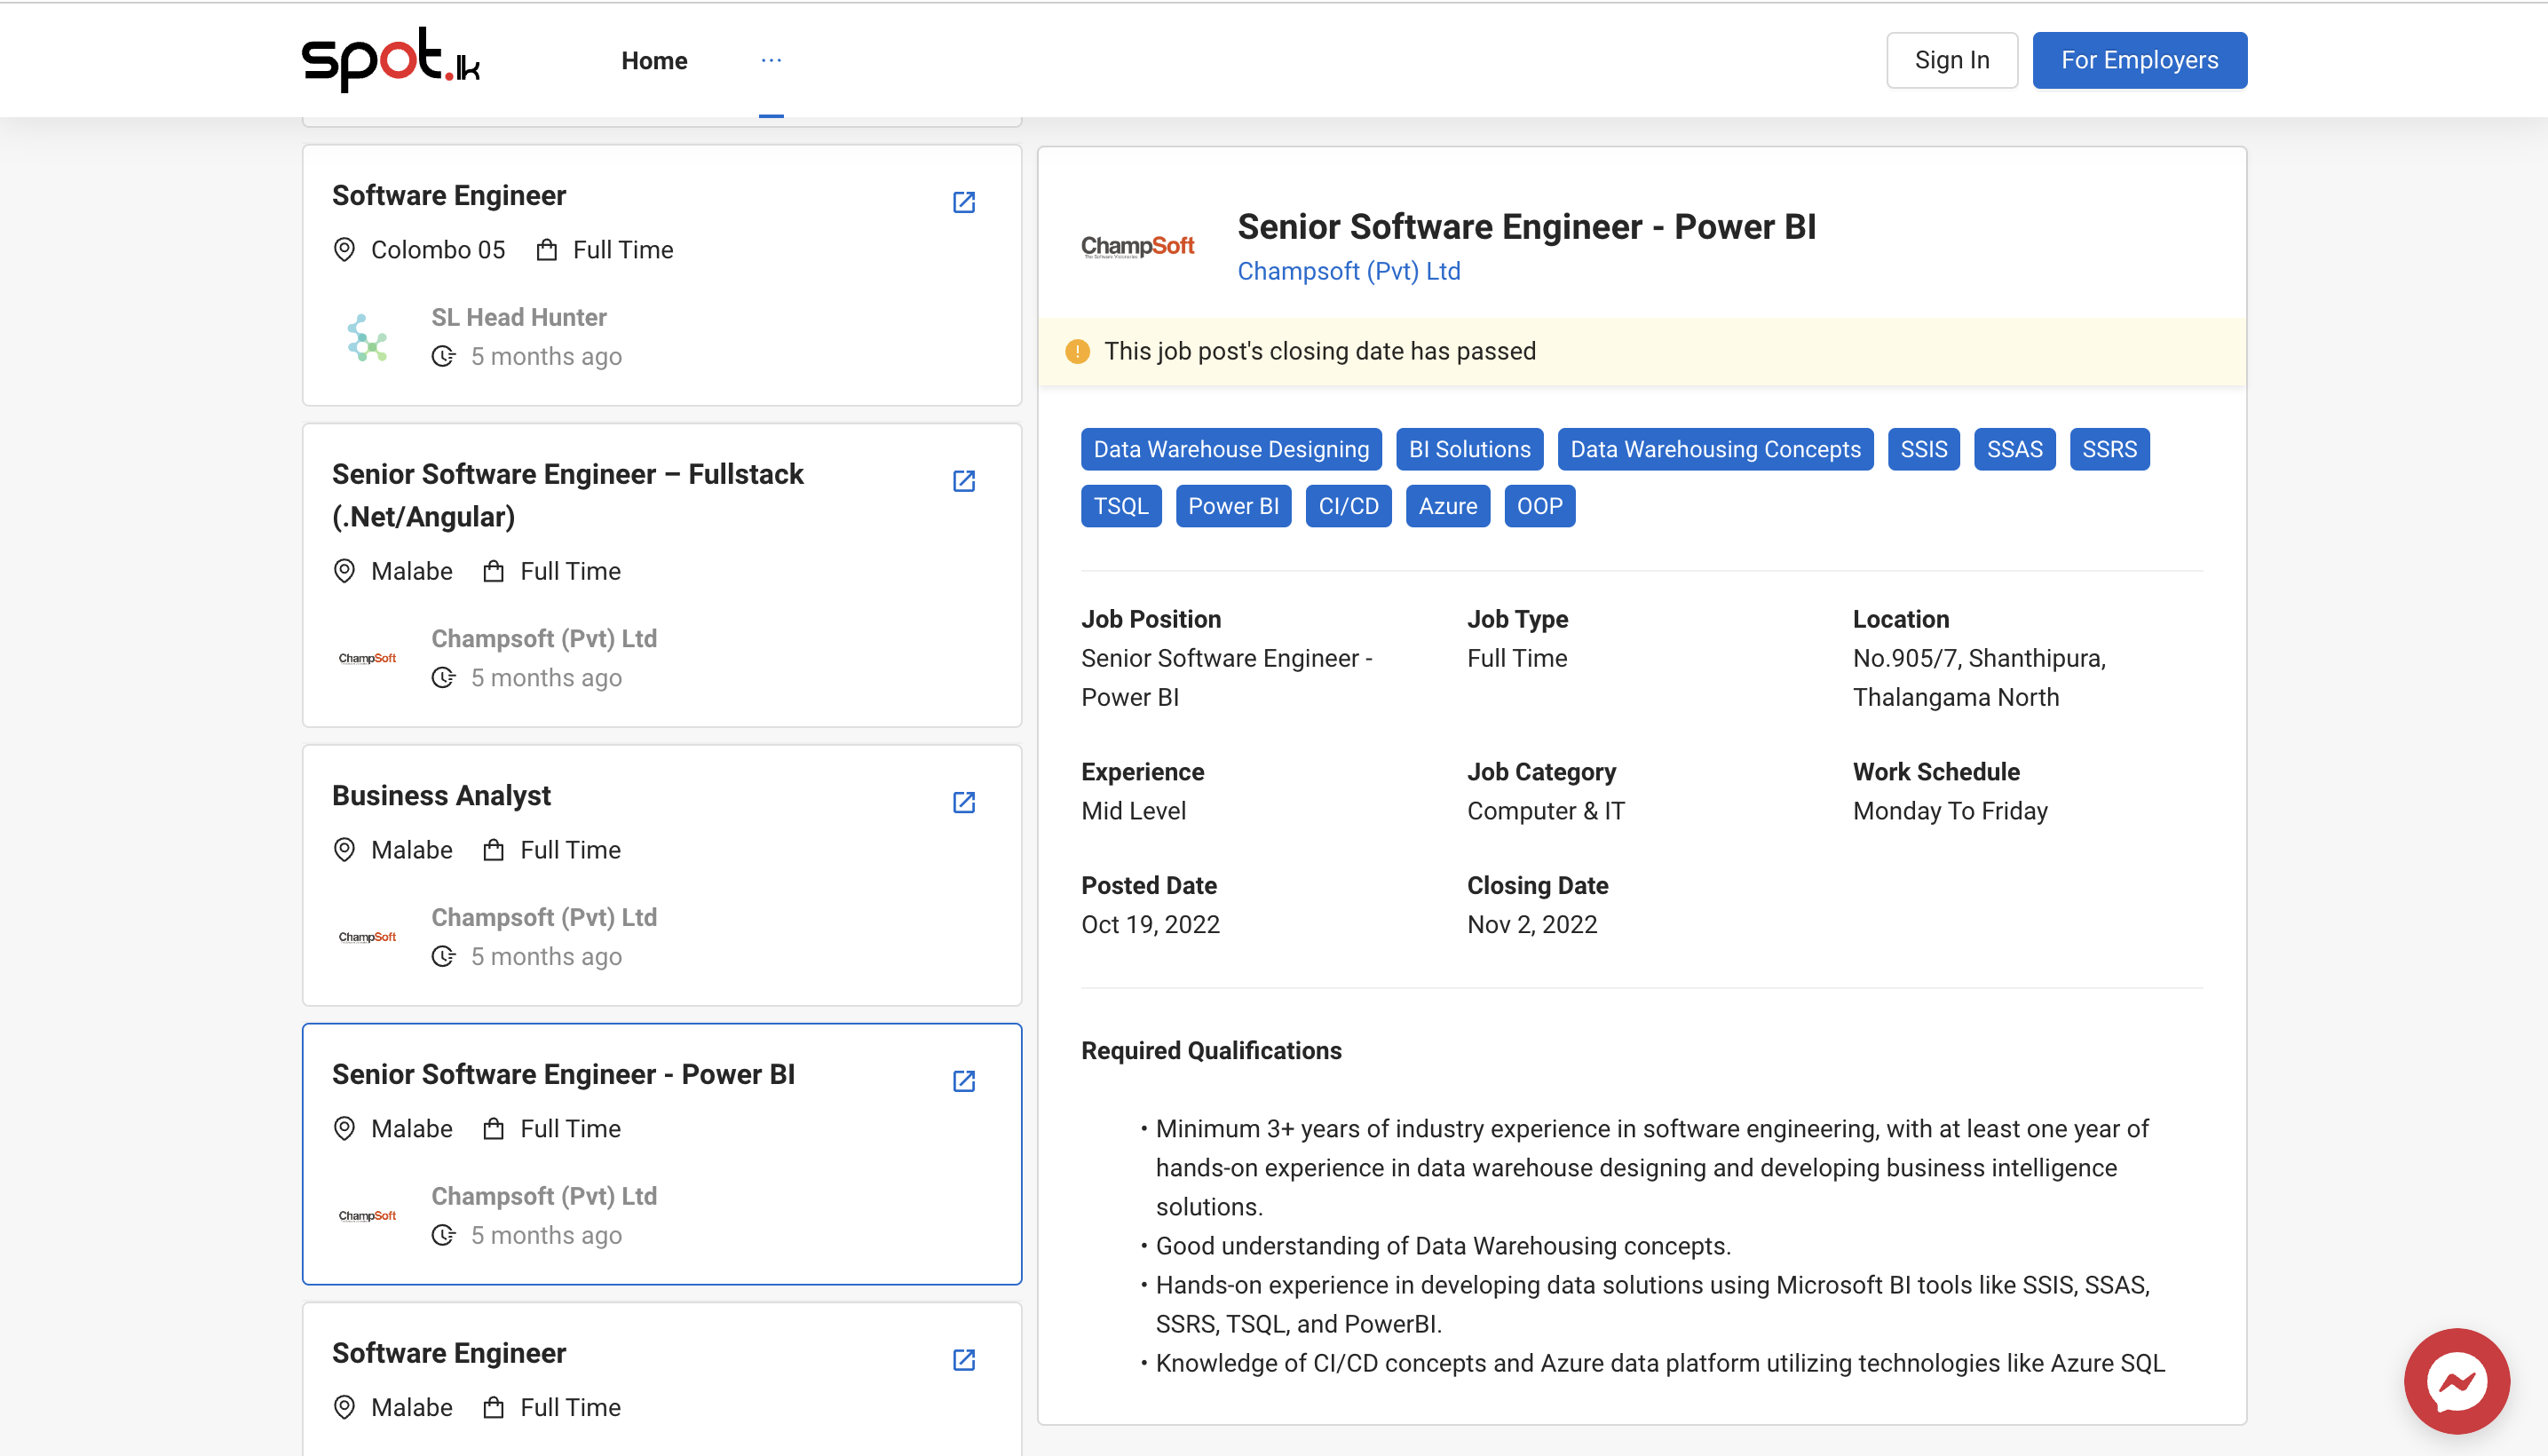 spot.lk
Home
...
Sign In
For Employers
Software Engineer
Colombo 05 Full Time
SL Head Hunter
5 months ago
Senior Software Engineer – Fullstack
(.Net/Angular)
Malabe Full Time
ChampSoft
Champsoft (Pvt) Ltd
5 months ago
Business Analyst
Malabe Full Time
ChampSoft
Champsoft (Pvt) Ltd
5 months ago
Senior Software Engineer - Power BI
Malabe Full Time
ChampSoft
Champsoft (Pvt) Ltd
5 months ago
Software Engineer
Malabe Full Time
ChampSoft
Senior Software Engineer - Power BI
Champsoft (Pvt) Ltd
This job post's closing date has passed
Data Warehouse Designing BI Solutions Data Warehousing Concepts SSIS SSAS SSRS
TSQL Power BI CI/CD Azure OOP
Job Position
Senior Software Engineer -
Power BI
Job Type
Full Time
Location
No.905/7, Shanthipura,
Thalangama North
Experience
Mid Level
Job Category
Computer & IT
Work Schedule
Monday To Friday
Posted Date
Oct 19, 2022
Closing Date
Nov 2, 2022
Required Qualifications
• Minimum 3+ years of industry experience in software engineering, with at least one year of
hands-on experience in data warehouse designing and developing business intelligence
solutions.
• Good understanding of Data Warehousing concepts.
• Hands-on experience in developing data solutions using Microsoft BI tools like SSIS, SSAS,
SSRS, TSQL, and PowerBI.
• Knowledge of CI/CD concepts and Azure data platform utilizing technologies like Azure SQL